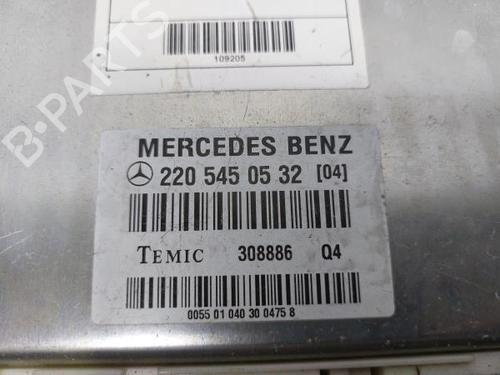 109205
B-PARTS
MERCEDES BENZ
220 545 05 32 [04]
TEMIC 308886 Q4
0055 01 040 30 0475 8